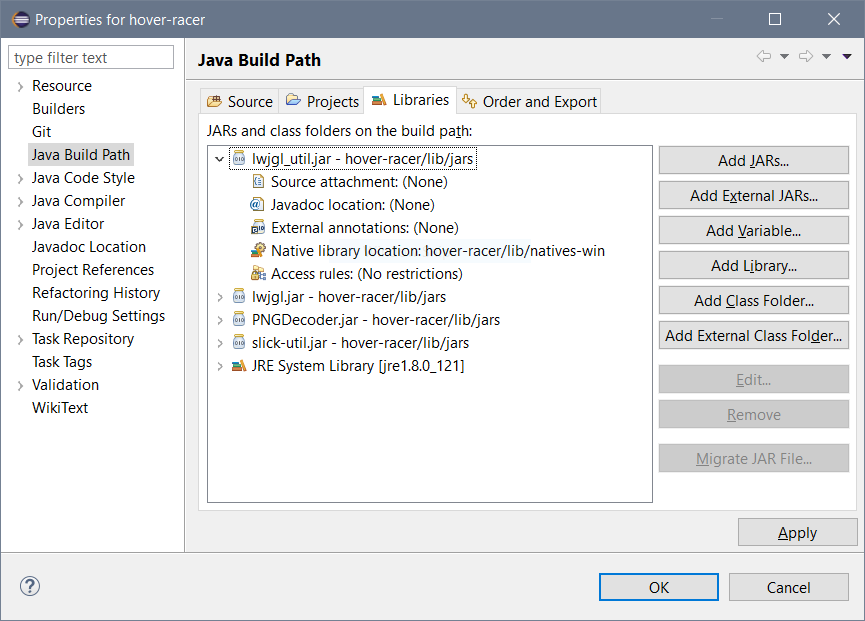 Properties for hover-racer
type filter text
Resource
Builders
Git
Java Build Path
Java Code Style
Java Compiler
Java Editor
Javadoc Location
Project References
Refactoring History
Run/Debug Settings
Task Repository
Task Tags
Validation
WikiText
Java Build Path
Source Projects Libraries Order and Export
JARs and class folders on the build path:
lwjgl_util.jar - hover-racer/lib/jars
Source attachment: (None)
Javadoc location: (None)
External annotations: (None)
Native library location: hover-racer/lib/natives-win
Access rules: (No restrictions)
lwjgl.jar - hover-racer/lib/jars
PNGDecoder.jar - hover-racer/lib/jars
slick-util.jar - hover-racer/lib/jars
JRE System Library [jre1.8.0_121]
Add JARs...
Add External JARs...
Add Variable...
Add Library...
Add Class Folder...
Add External Class Folder...
Edit...
Remove
Migrate JAR File...
Apply
?
OK Cancel